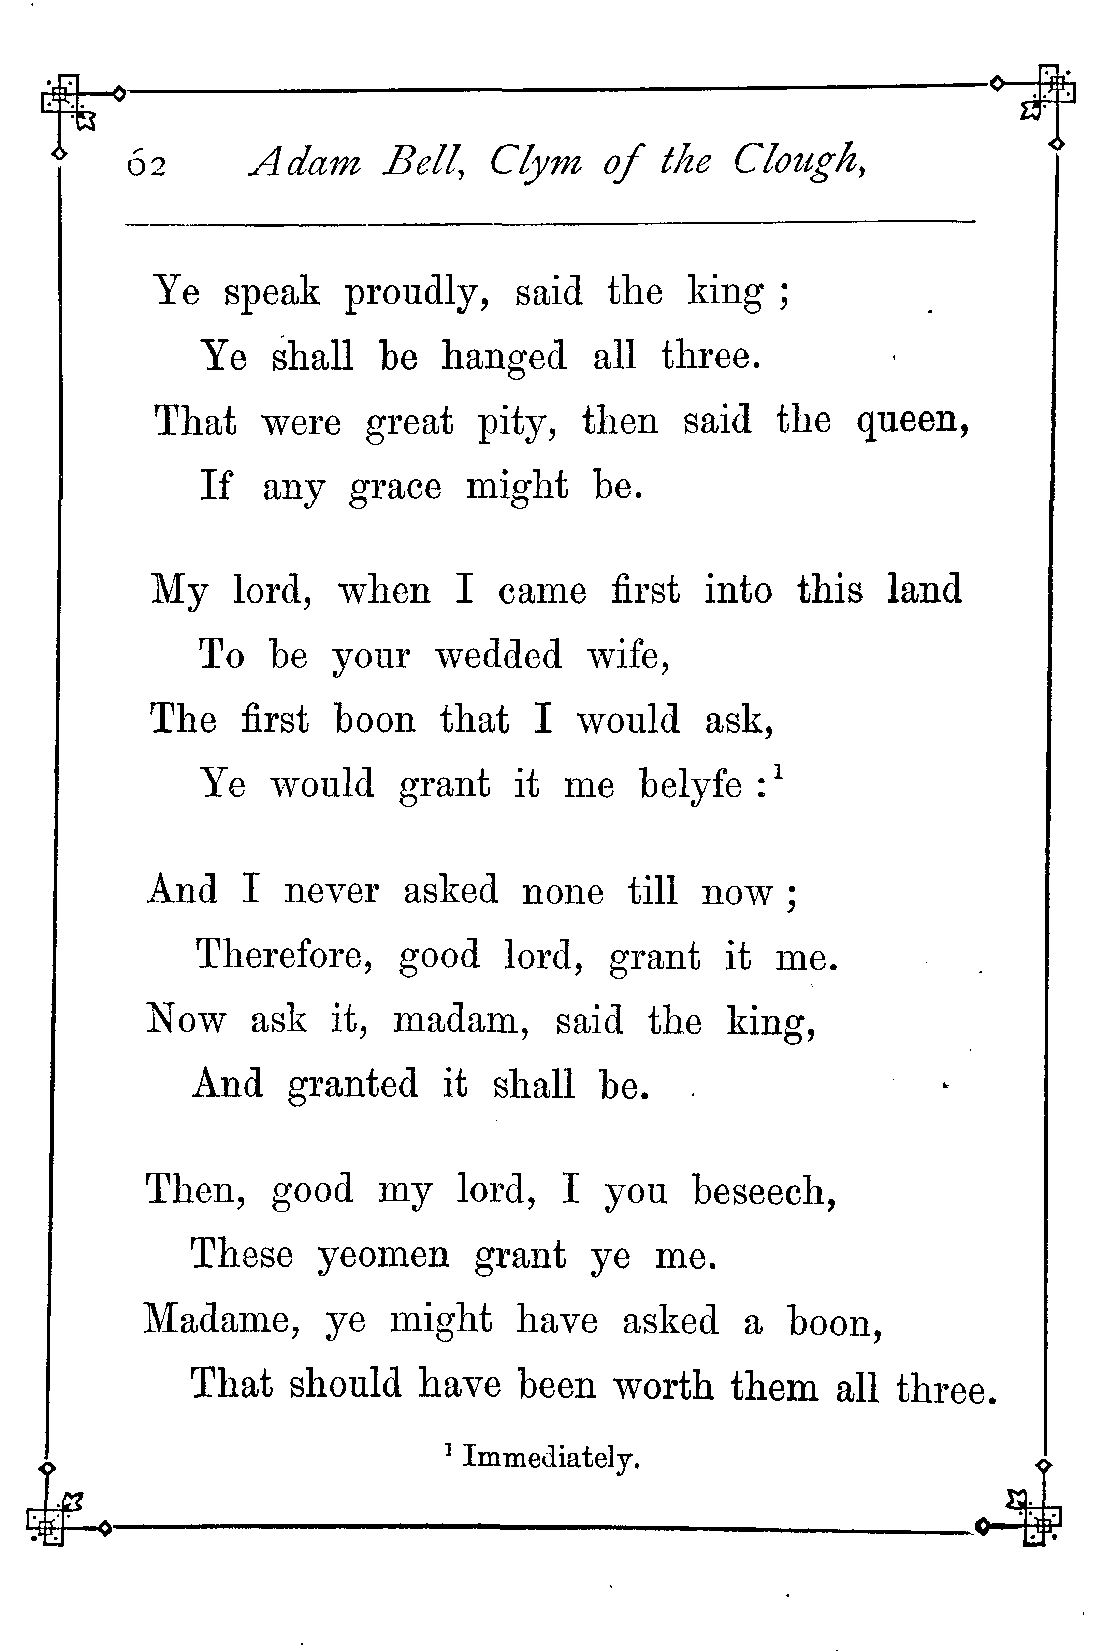 62 Adam Bell, Clym of the Clough,
Ye speak proudly, said the king ;
Ye shall be hanged all three.
That were great pity, then said the queen,
If any grace might be.
My lord, when I came first into this land
To be your wedded wife,
The first boon that I would ask,
Ye would grant it me belyfe :¹
And I never asked none till now ;
Therefore, good lord, grant it me.
Now ask it, madam, said the king,
And granted it shall be.
Then, good my lord, I you beseech,
These yeomen grant ye me.
Madame, ye might have asked a boon,
That should have been worth them all three.
¹ Immediately.